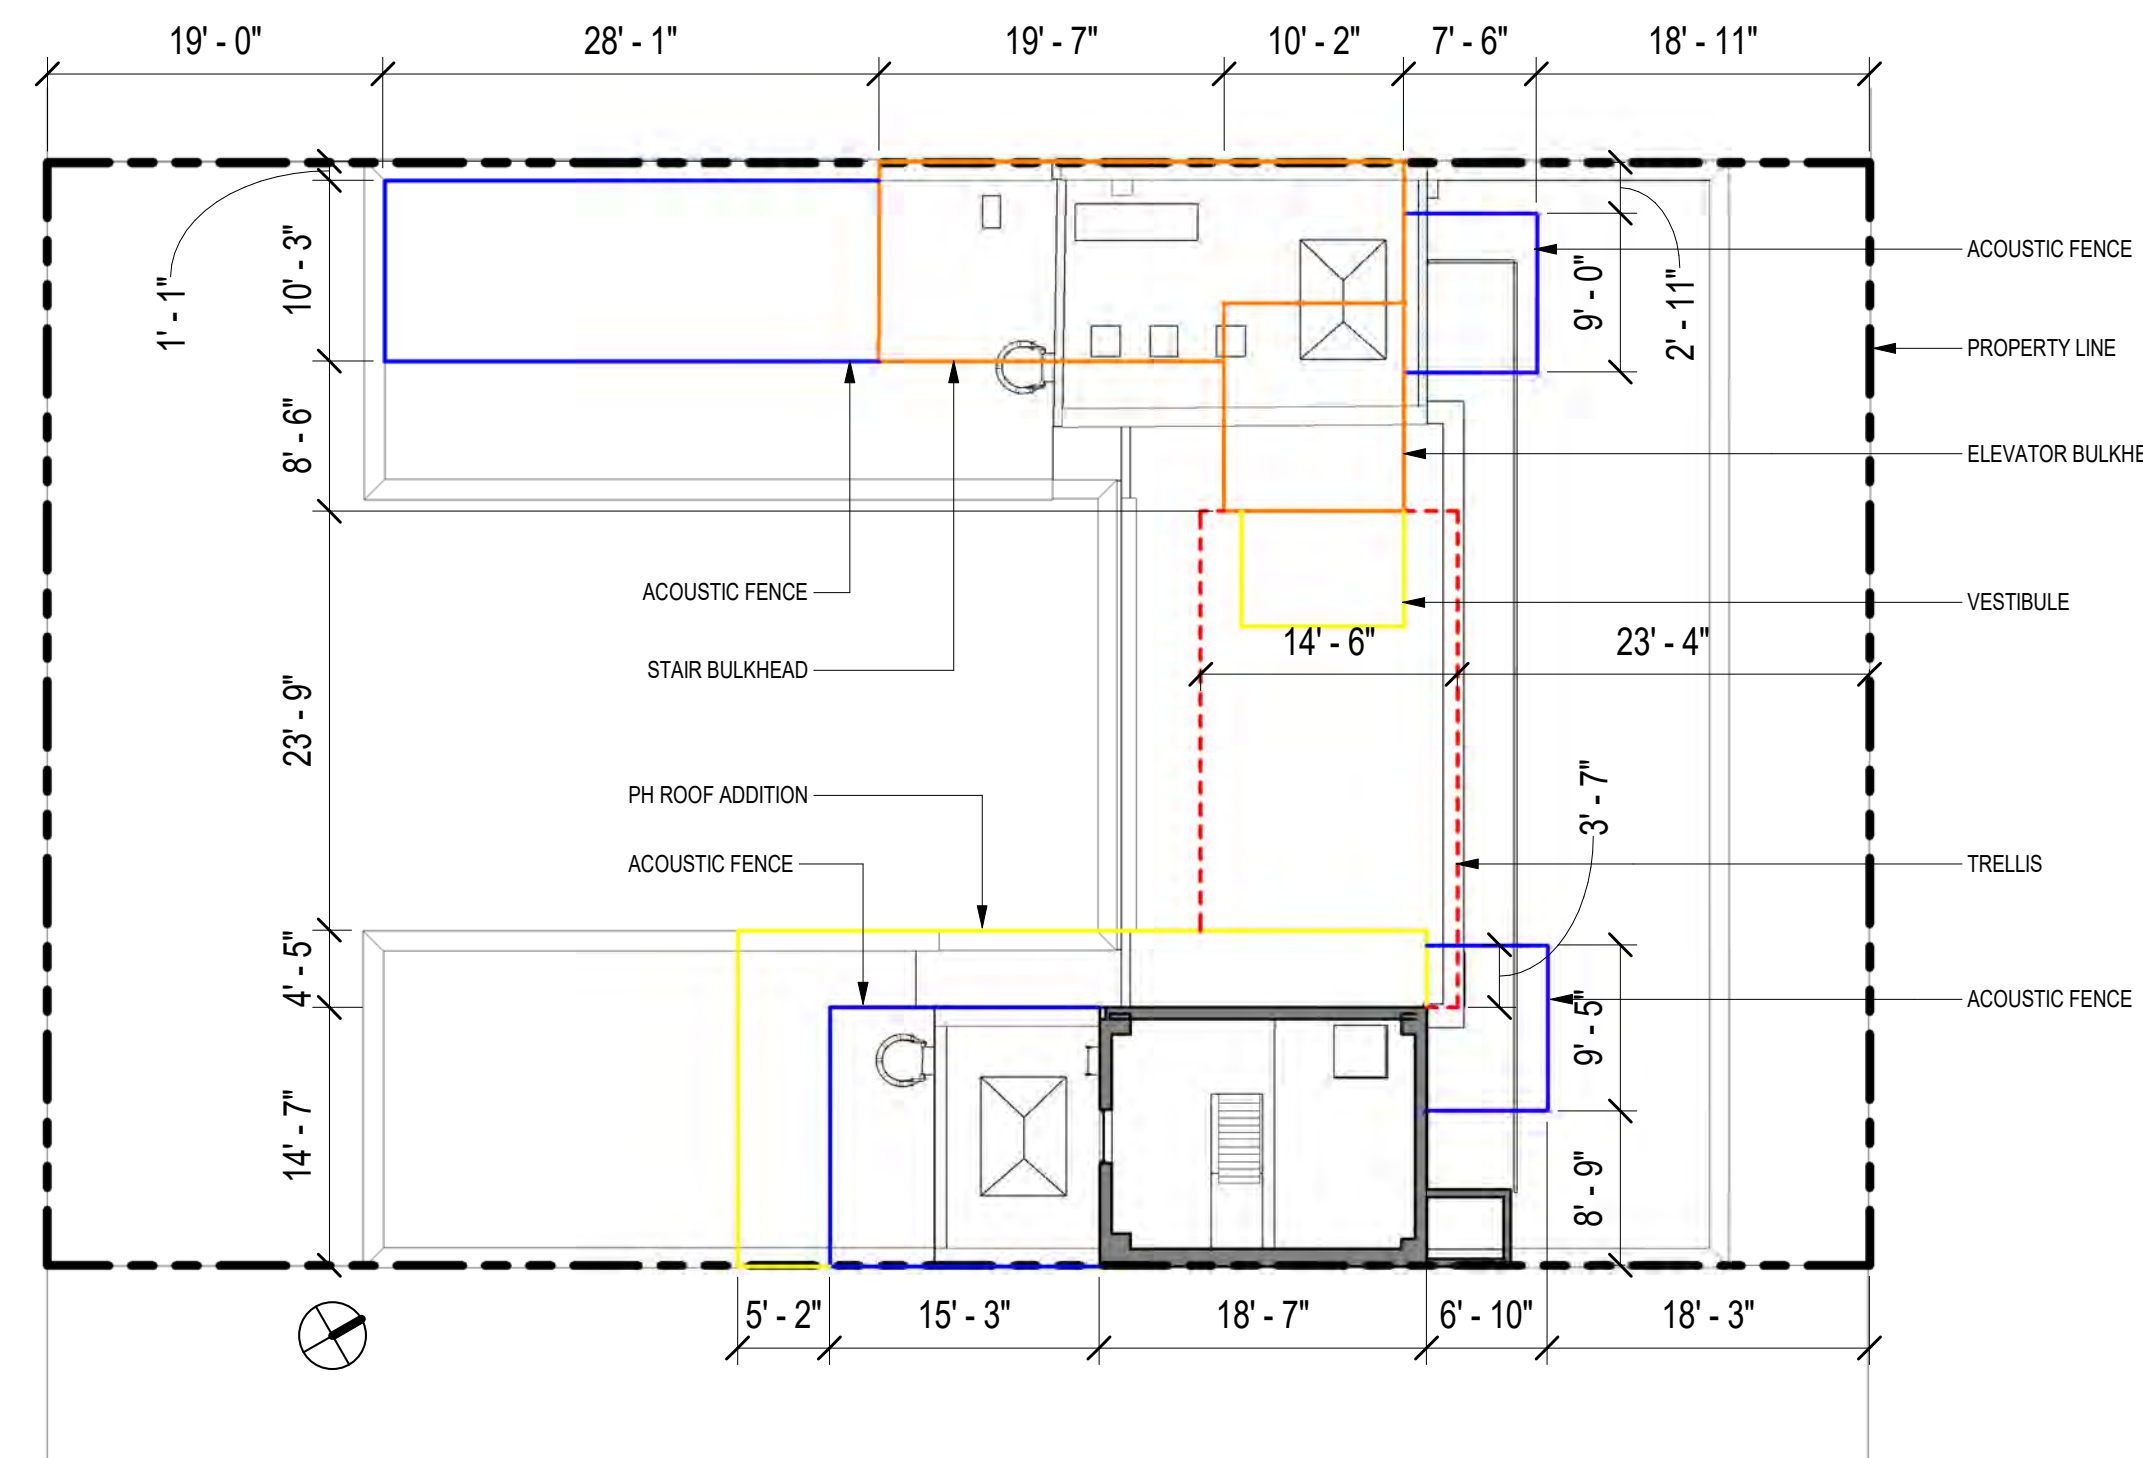 19' - 0" 28' - 1" 19' - 7" 10' - 2" 7' - 6" 18' - 11"
1' - 1"
10' - 3"
8' - 6"
23' - 9"
4' - 5"
14' - 7"
ACOUSTIC FENCE
STAIR BULKHEAD
PH ROOF ADDITION
ACOUSTIC FENCE
9' - 0"
2' - 11"
14' - 6" 23' - 4"
3' - 7"
9' - 5"
8' - 9"
ACOUSTIC FENCE
PROPERTY LINE
ELEVATOR BULKHE
VESTIBULE
TRELLIS
ACOUSTIC FENCE
5' - 2" 15' - 3" 18' - 7" 6' - 10" 18' - 3"